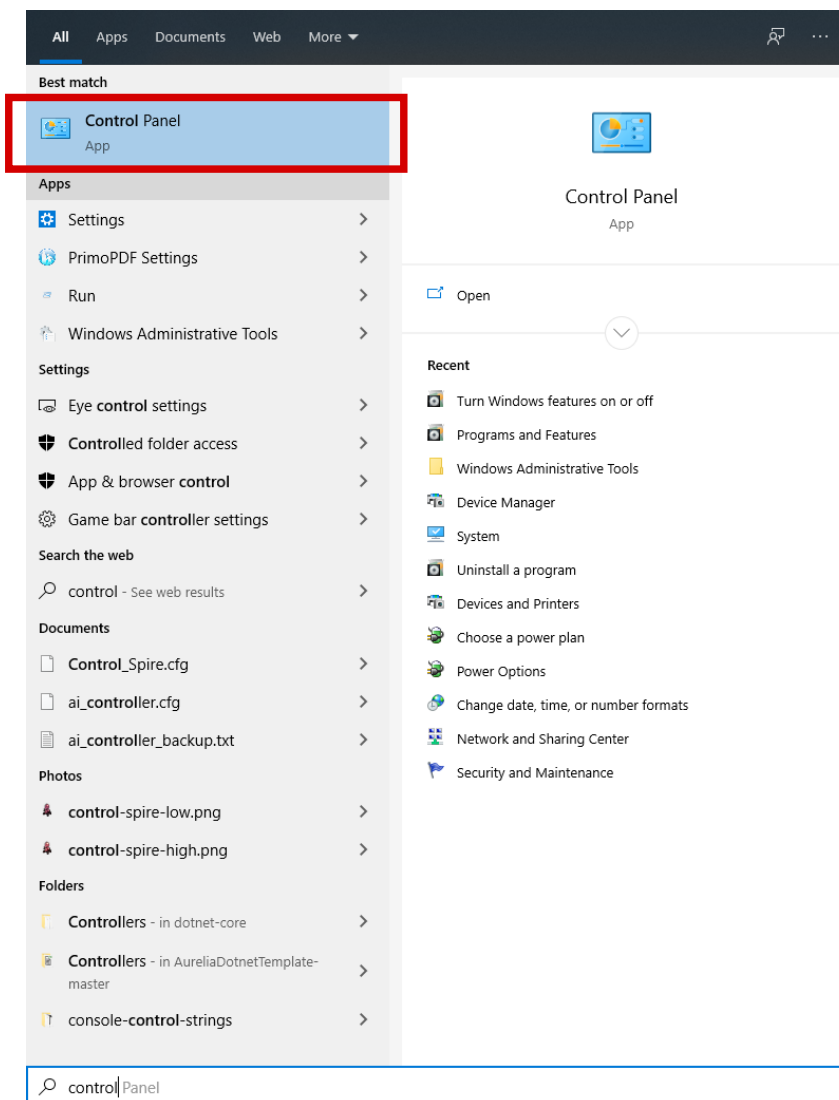 All Apps Documents Web More
Best match
Control Panel
App
Apps
Settings
PrimoPDF Settings
Run
Windows Administrative Tools
Settings
Eye control settings
Controlled folder access
App & browser control
Game bar controller settings
Search the web
control - See web results
Documents
Control_Spire.cfg
ai_controller.cfg
ai_controller_backup.txt
Photos
control-spire-low.png
control-spire-high.png
Folders
Controllers - in dotnet-core
Controllers - in AureliaDotnetTemplate-
master
console-control-strings
control Panel
Control Panel
App
Open
Recent
Turn Windows features on or off
Programs and Features
Windows Administrative Tools
Device Manager
System
Uninstall a program
Devices and Printers
Choose a power plan
Power Options
Change date, time, or number formats
Network and Sharing Center
Security and Maintenance